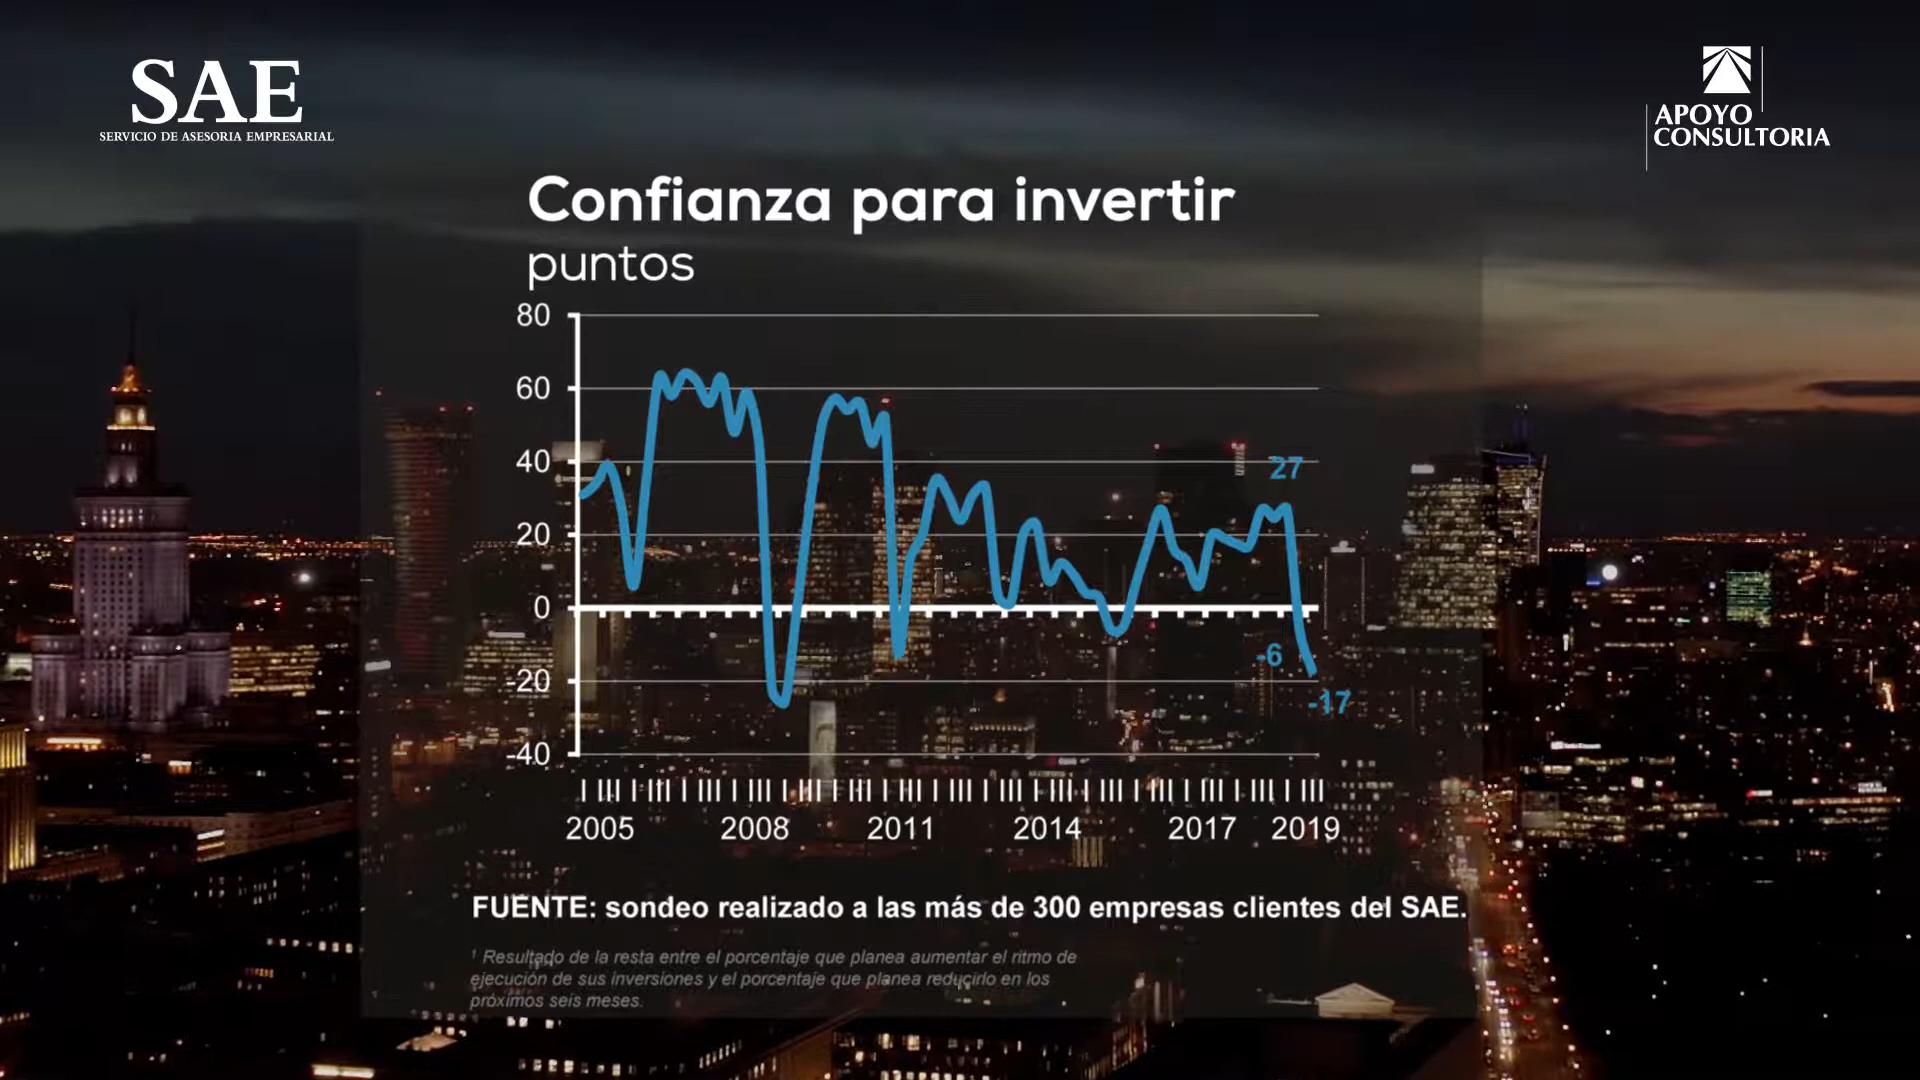 SAE
SERVICIO DE ASESORIA EMPRESARIAL
APOYO
CONSULTORIA
Confianza para invertir
puntos
80
60
40
20
0
-20
-40
27
-6
-17
2005 2008 2011 2014 2017 2019
FUENTE: sondeo realizado a las más de 300 empresas clientes del SAE.
¹ Resultado de la resta entre el porcentaje que planea aumentar el ritmo de
ejecución de sus inversiones y el porcentaje que planea reducirlo en los
próximos seis meses.